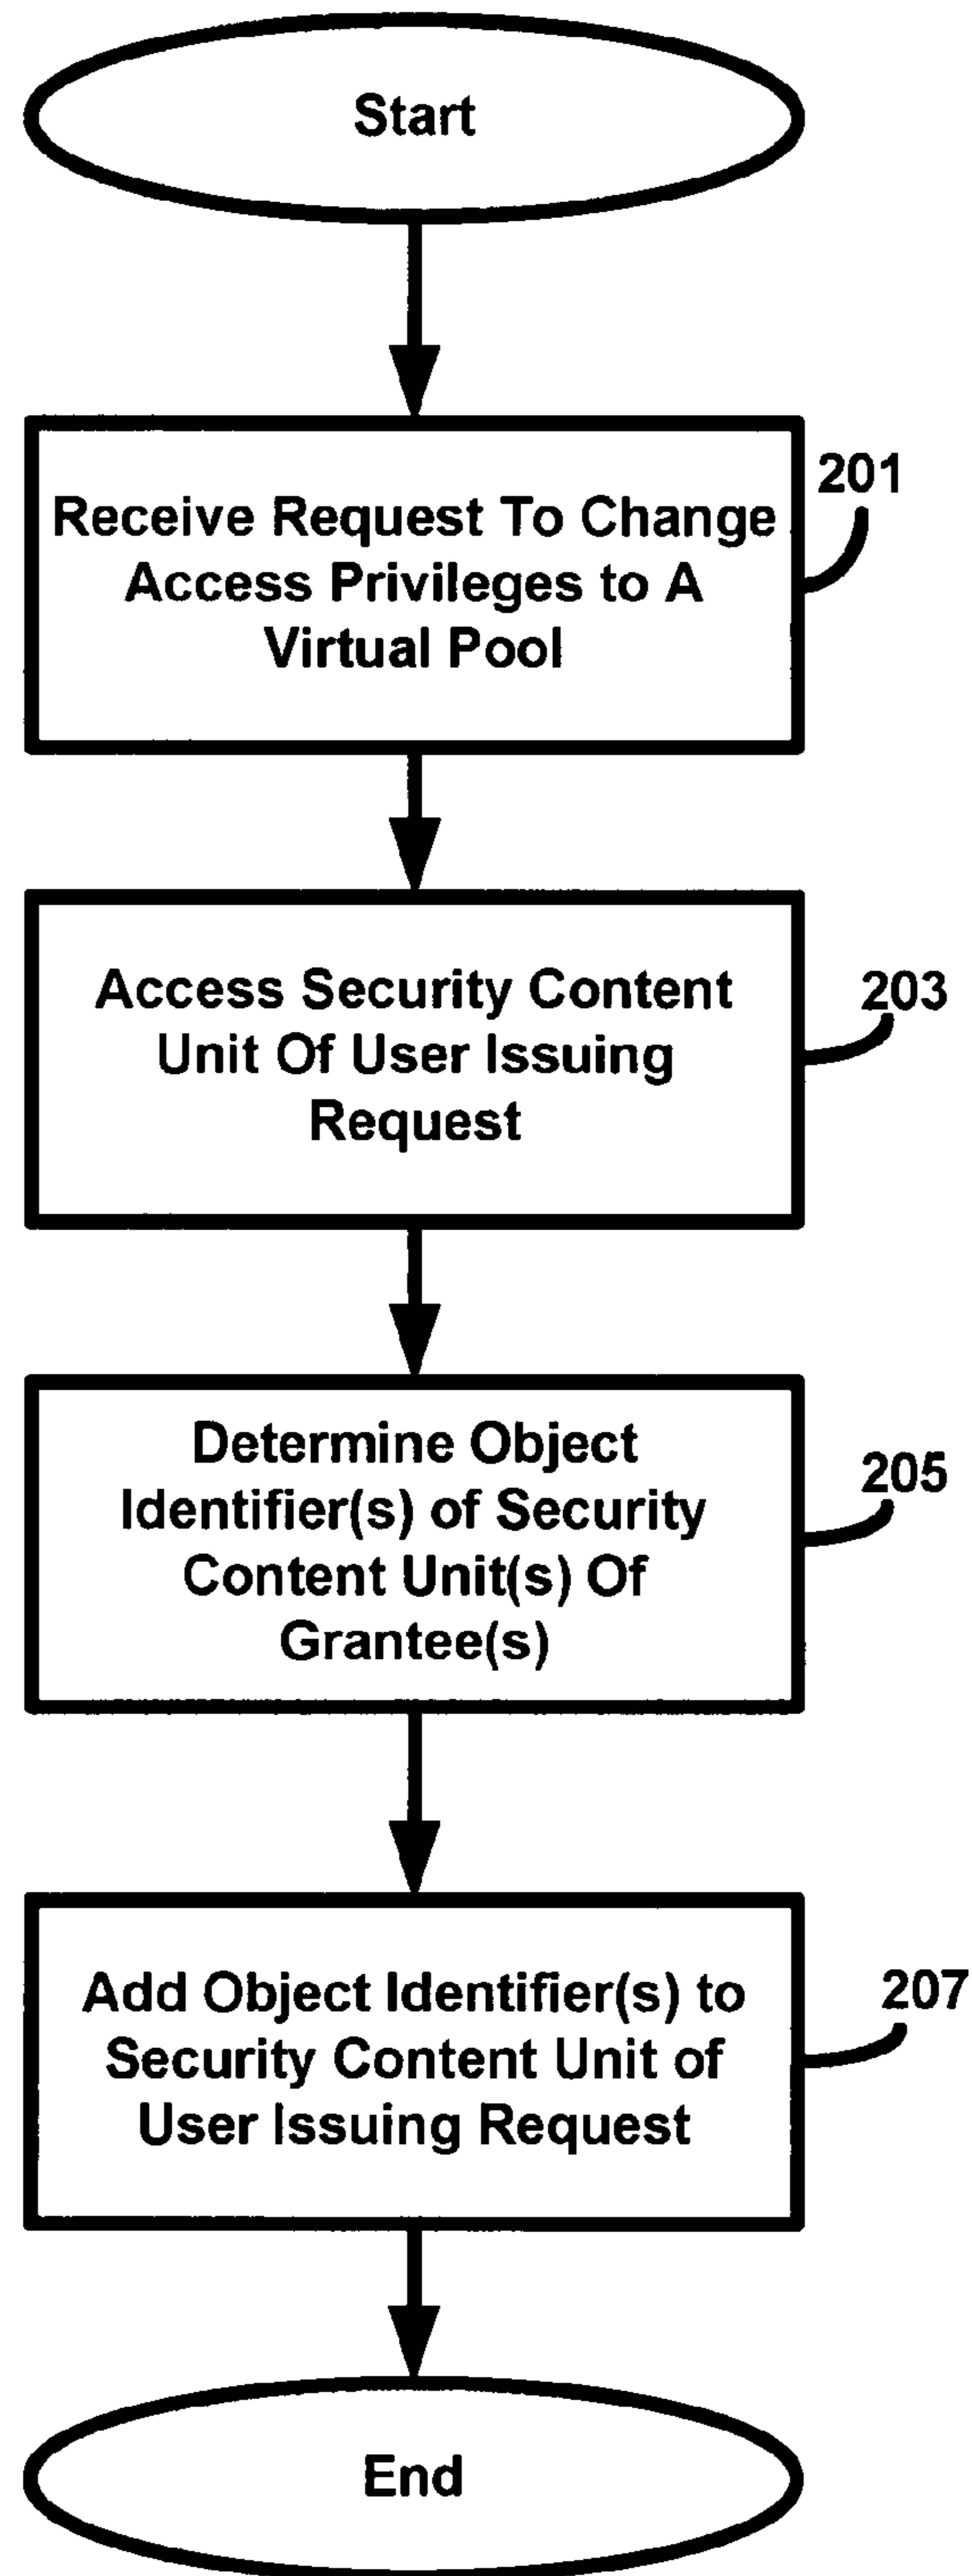 Start
Receive Request To Change
Access Privileges to A
Virtual Pool
201
Access Security Content
Unit Of User Issuing
Request
203
Determine Object
Identifier(s) of Security
Content Unit(s) Of
Grantee(s)
205
Add Object Identifier(s) to
Security Content Unit of
User Issuing Request
207
End